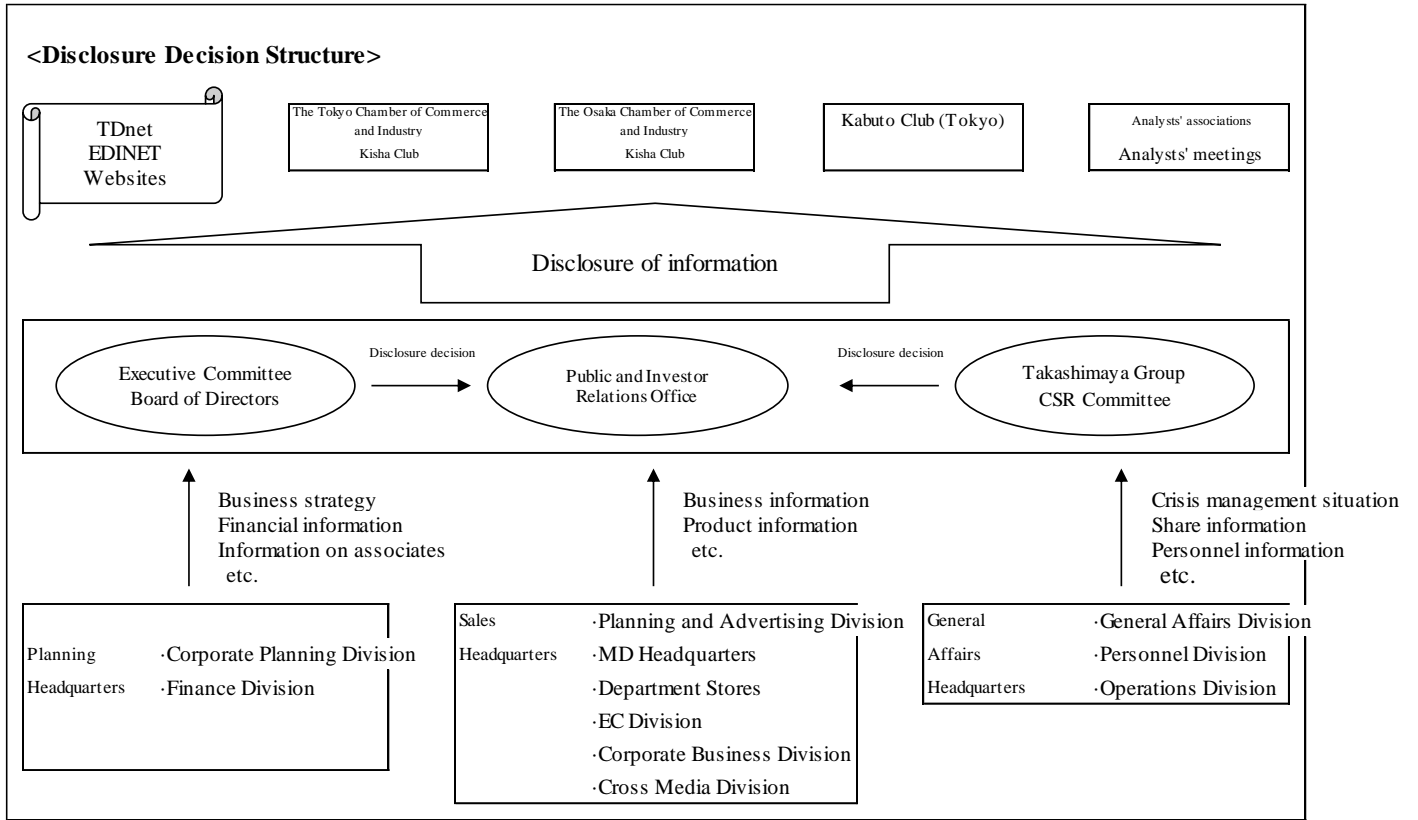 <Disclosure Decision Structure>
TDnet
EDINET
Websites
The Tokyo Chamber of Commerce
and Industry
Kisha Club
The Osaka Chamber of Commerce
and Industry
Kisha Club
Kabuto Club (Tokyo)
Analysts' associations
Analysts' meetings
Disclosure of information
Executive Committee
Board of Directors
Disclosure decision
Public and Investor
Relations Office
Disclosure decision
Takashimaya Group
CSR Committee
Business strategy
Financial information
Information on associates
etc.
Business information
Product information
etc.
Crisis management situation
Share information
Personnel information
etc.
Planning
Headquarters
·Corporate Planning Division
·Finance Division
Sales
Headquarters
·Planning and Advertising Division
·MD Headquarters
·Department Stores
·EC Division
·Corporate Business Division
·Cross Media Division
General
Affairs
Headquarters
·General Affairs Division
·Personnel Division
·Operations Division